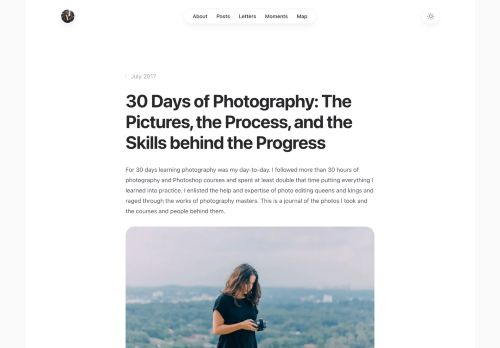 About Posts Letters Moments Map
July 2017
30 Days of Photography: The
Pictures, the Process, and the
Skills behind the Progress
For 30 days learning photography was my day-to-day. I followed more than 30 hours of
photography and Photoshop courses and spent at least double that time putting everything I
learned into practice. I enlisted the help and expertise of photo editing queens and kings and
raged through the works of photography masters. This is a journal of the photos I took and
the courses and people behind them.